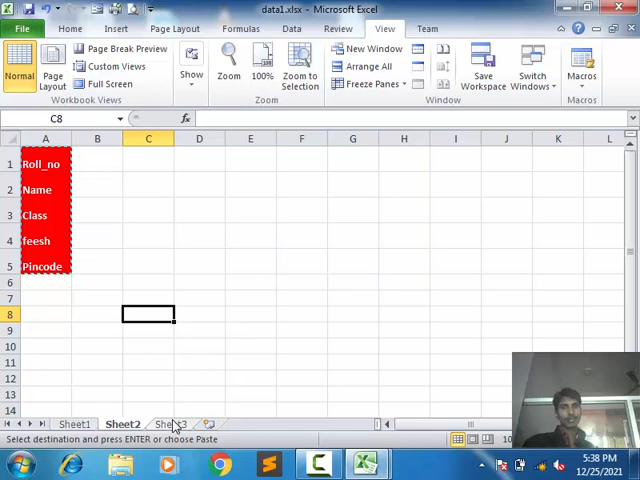 data1.xlsx - Microsoft Excel
File Home Insert Page Layout Formulas Data Review View Team
Normal
Page Layout
Page Break Preview
Custom Views
Full Screen
Workbook Views
Show
Zoom
100%
Zoom to Selection
Zoom
New Window
Arrange All
Freeze Panes
Save Workspace
Switch Windows
Window
Macros
Macros
C8
fx
A B C D E F G H I J K L
1 Roll_no
2 Name
3 Class
4 feesh
5 Pincode
6
7
8
9
10
11
12
13
14
Sheet1 Sheet2 Sheet3
Select destination and press ENTER or choose Paste
5:38 PM
12/25/2021